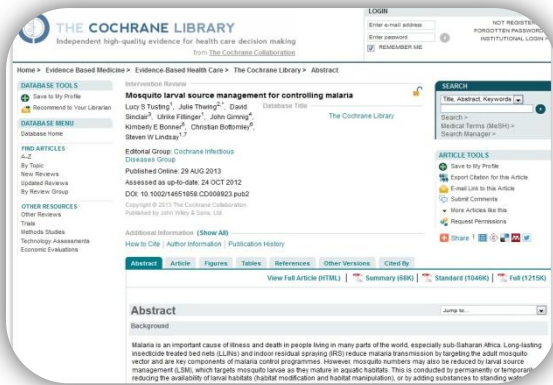 THE COCHRANE LIBRARY
Independent high-quality evidence for health care decision making
from The Cochrane Collaboration
LOGIN
Enter e-mail address
Enter password
REMEMBER ME
NOT REGISTER
FORGOTTEN PASSWORD
INSTITUTIONAL LOGIN
Home > Evidence Based Medicine > Evidence-Based Health Care > The Cochrane Library > Abstract
DATABASE TOOLS
Save to My Profile
Recommend to Your Librarian
DATABASE MENU
Database Home
FIND ARTICLES
A-Z
By Topic
New Reviews
Updated Reviews
By Review Group
OTHER RESOURCES
Other Reviews
Trials
Methods Studies
Technology Assessments
Economic Evaluations
Intervention Review
Mosquito larval source management for controlling malaria
Lucy S Tusting1, Julie Thwing2,*, David
Sinclair3, Ulrike Fillinger1, John Gimnig4,
Kimberly E Bonner5, Christian Bottomley6,
Steven W Lindsay1,7
Database Title
The Cochrane Library
Editorial Group: Cochrane Infectious
Diseases Group
Published Online: 29 AUG 2013
Assessed as up-to-date: 24 OCT 2012
DOI: 10.1002/14651858.CD008923.pub2
Copyright © 2013 The Cochrane Collaboration.
Published by John Wiley & Sons, Ltd.
Additional Information (Show All)
How to Cite | Author Information | Publication History
SEARCH
Title, Abstract, Keywords
Search >
Medical Terms (MeSH) >
Search Manager >
ARTICLE TOOLS
Save to My Profile
Export Citation for this Article
E-mail Link to this Article
Submit Comments
More Articles like this
Request Permissions
Share
Abstract Article Figures Tables References Other Versions Cited By
View Full Article (HTML) Summary (68K) Standard (1046K) Full (1215K)
Abstract
Jump to...
Background
Malaria is an important cause of illness and death in people living in many parts of the world, especially sub-Saharan Africa. Long-lasting
insecticide treated bed nets (LLINs) and indoor residual spraying (IRS) reduce malaria transmission by targeting the adult mosquito
vector and are key components of malaria control programmes. However, mosquito numbers may also be reduced by larval source
management (LSM), which targets mosquito larvae as they mature in aquatic habitats. This is conducted by permanently or temporarily
reducing the availability of larval habitats (habitat modification and habitat manipulation), or by adding substances to standing